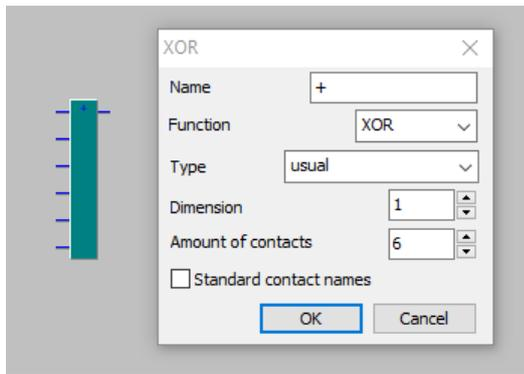 XOR
+
Name +
Function XOR
Type usual
Dimension 1
Amount of contacts 6
Standard contact names
OK Cancel